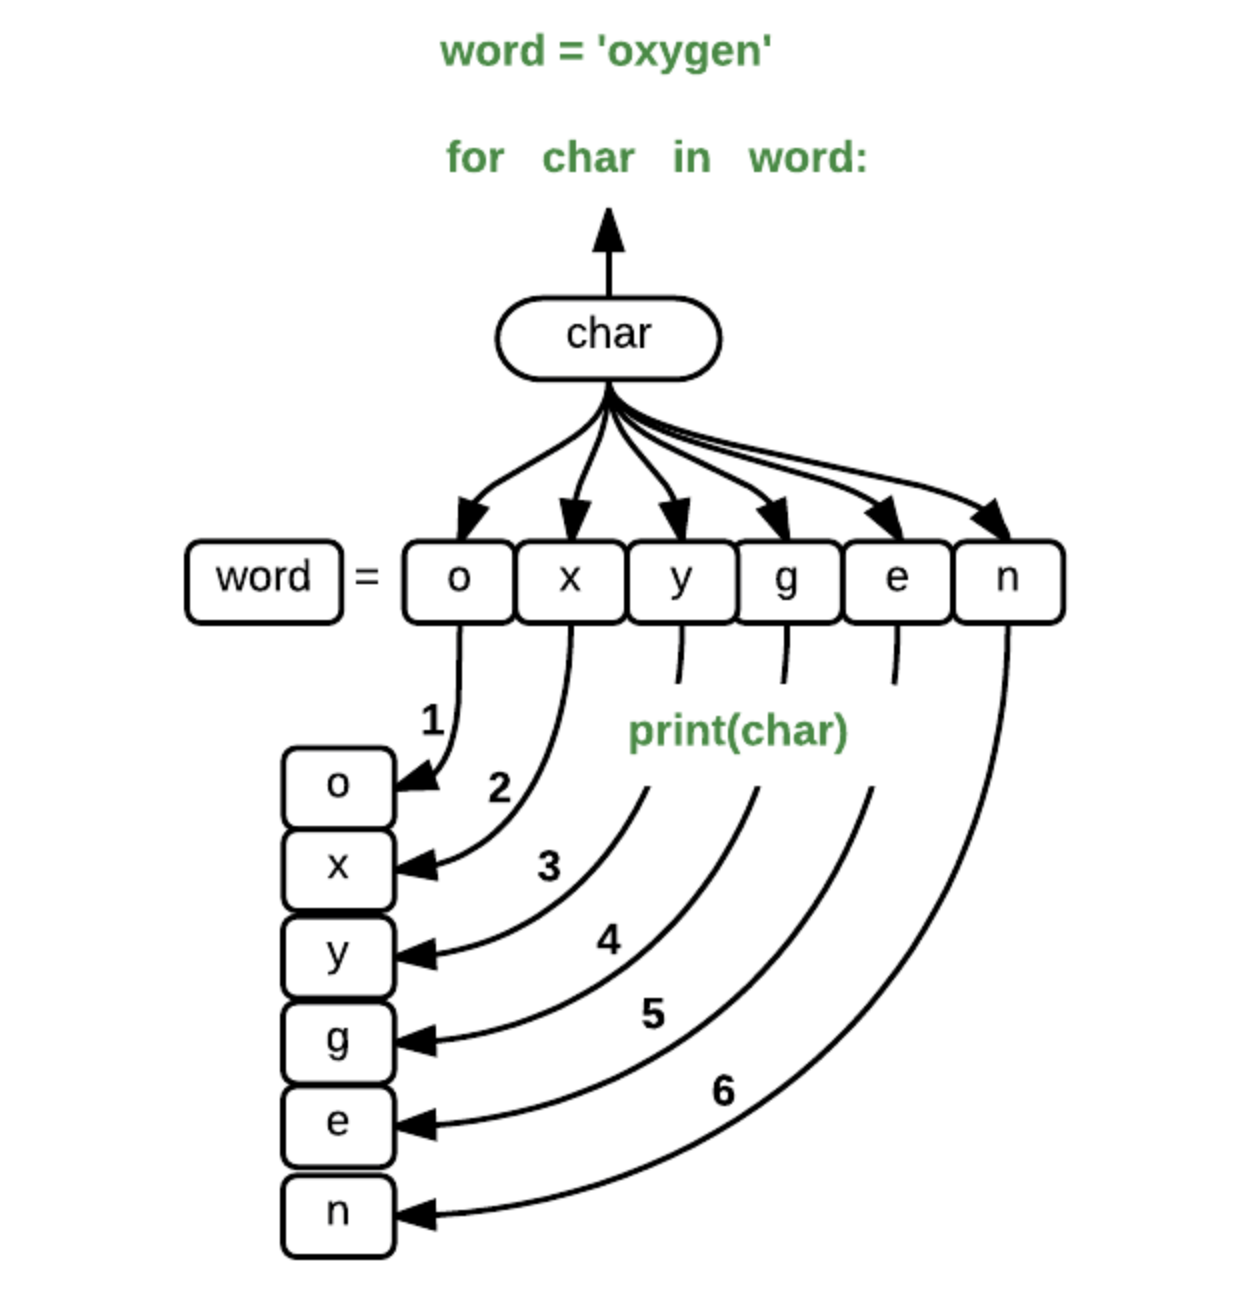 word = 'oxygen'
for char in word:
char
word = o x y g e n
print(char)
1
o
2
x
3
y
4
g
5
e
6
n